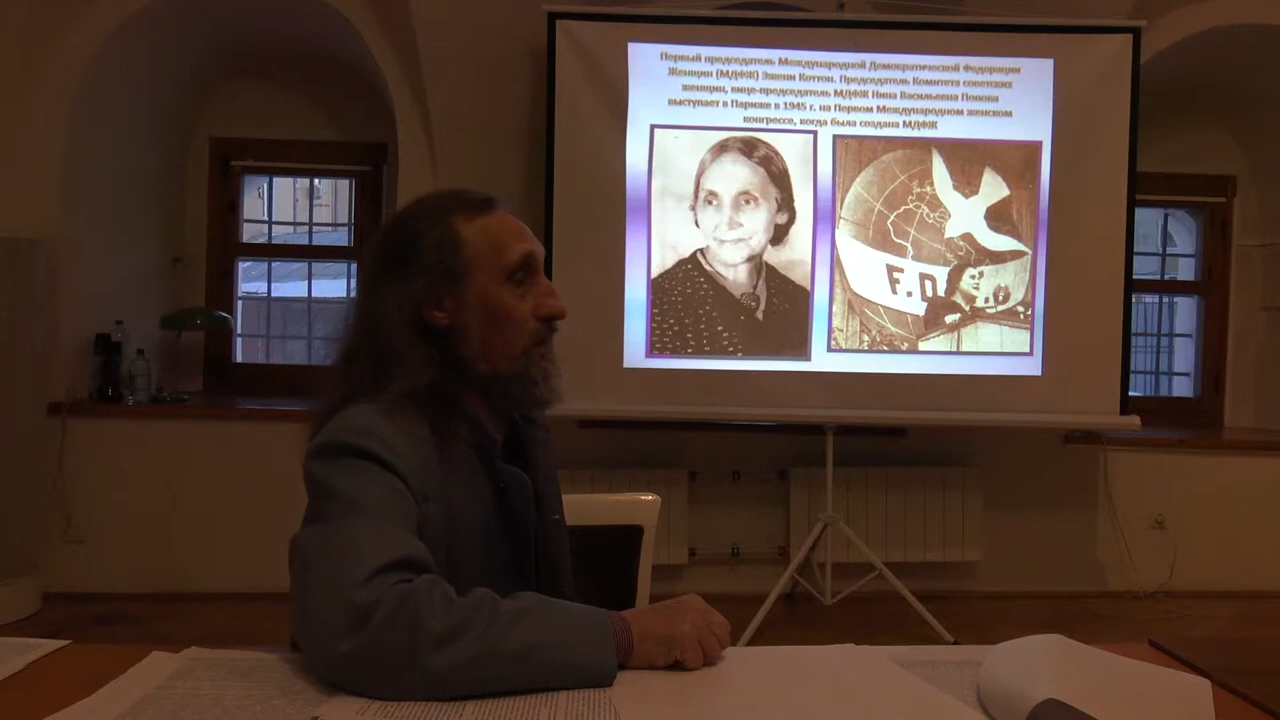 Первый председатель Международной Демократической Федерации
Женщин (МДФЖ) Эжени Коттон. Председатель Комитета советских
женщин, вице-председатель МДФЖ Нина Васильевна Попова
выступает в Париже в 1945 г. на Первом Международном женском
конгрессе, когда была создана МДФЖ
F.D